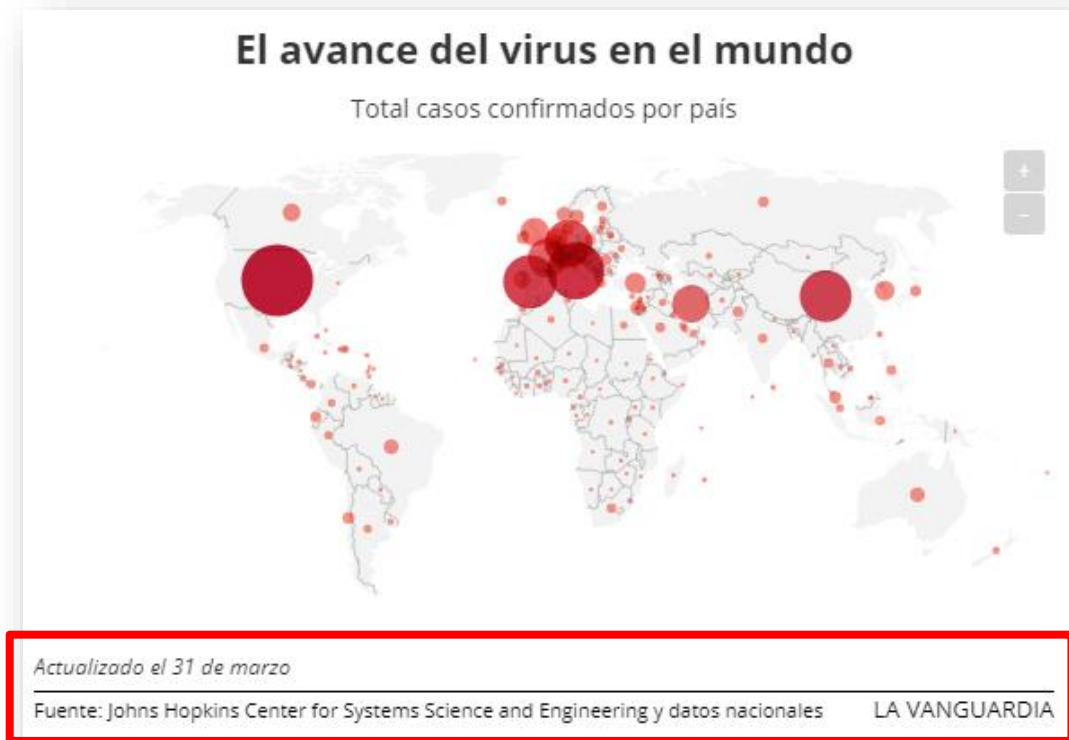 El avance del virus en el mundo
Total casos confirmados por país
+
−
Actualizado el 31 de marzo
Fuente: Johns Hopkins Center for Systems Science and Engineering y datos nacionales LA VANGUARDIA